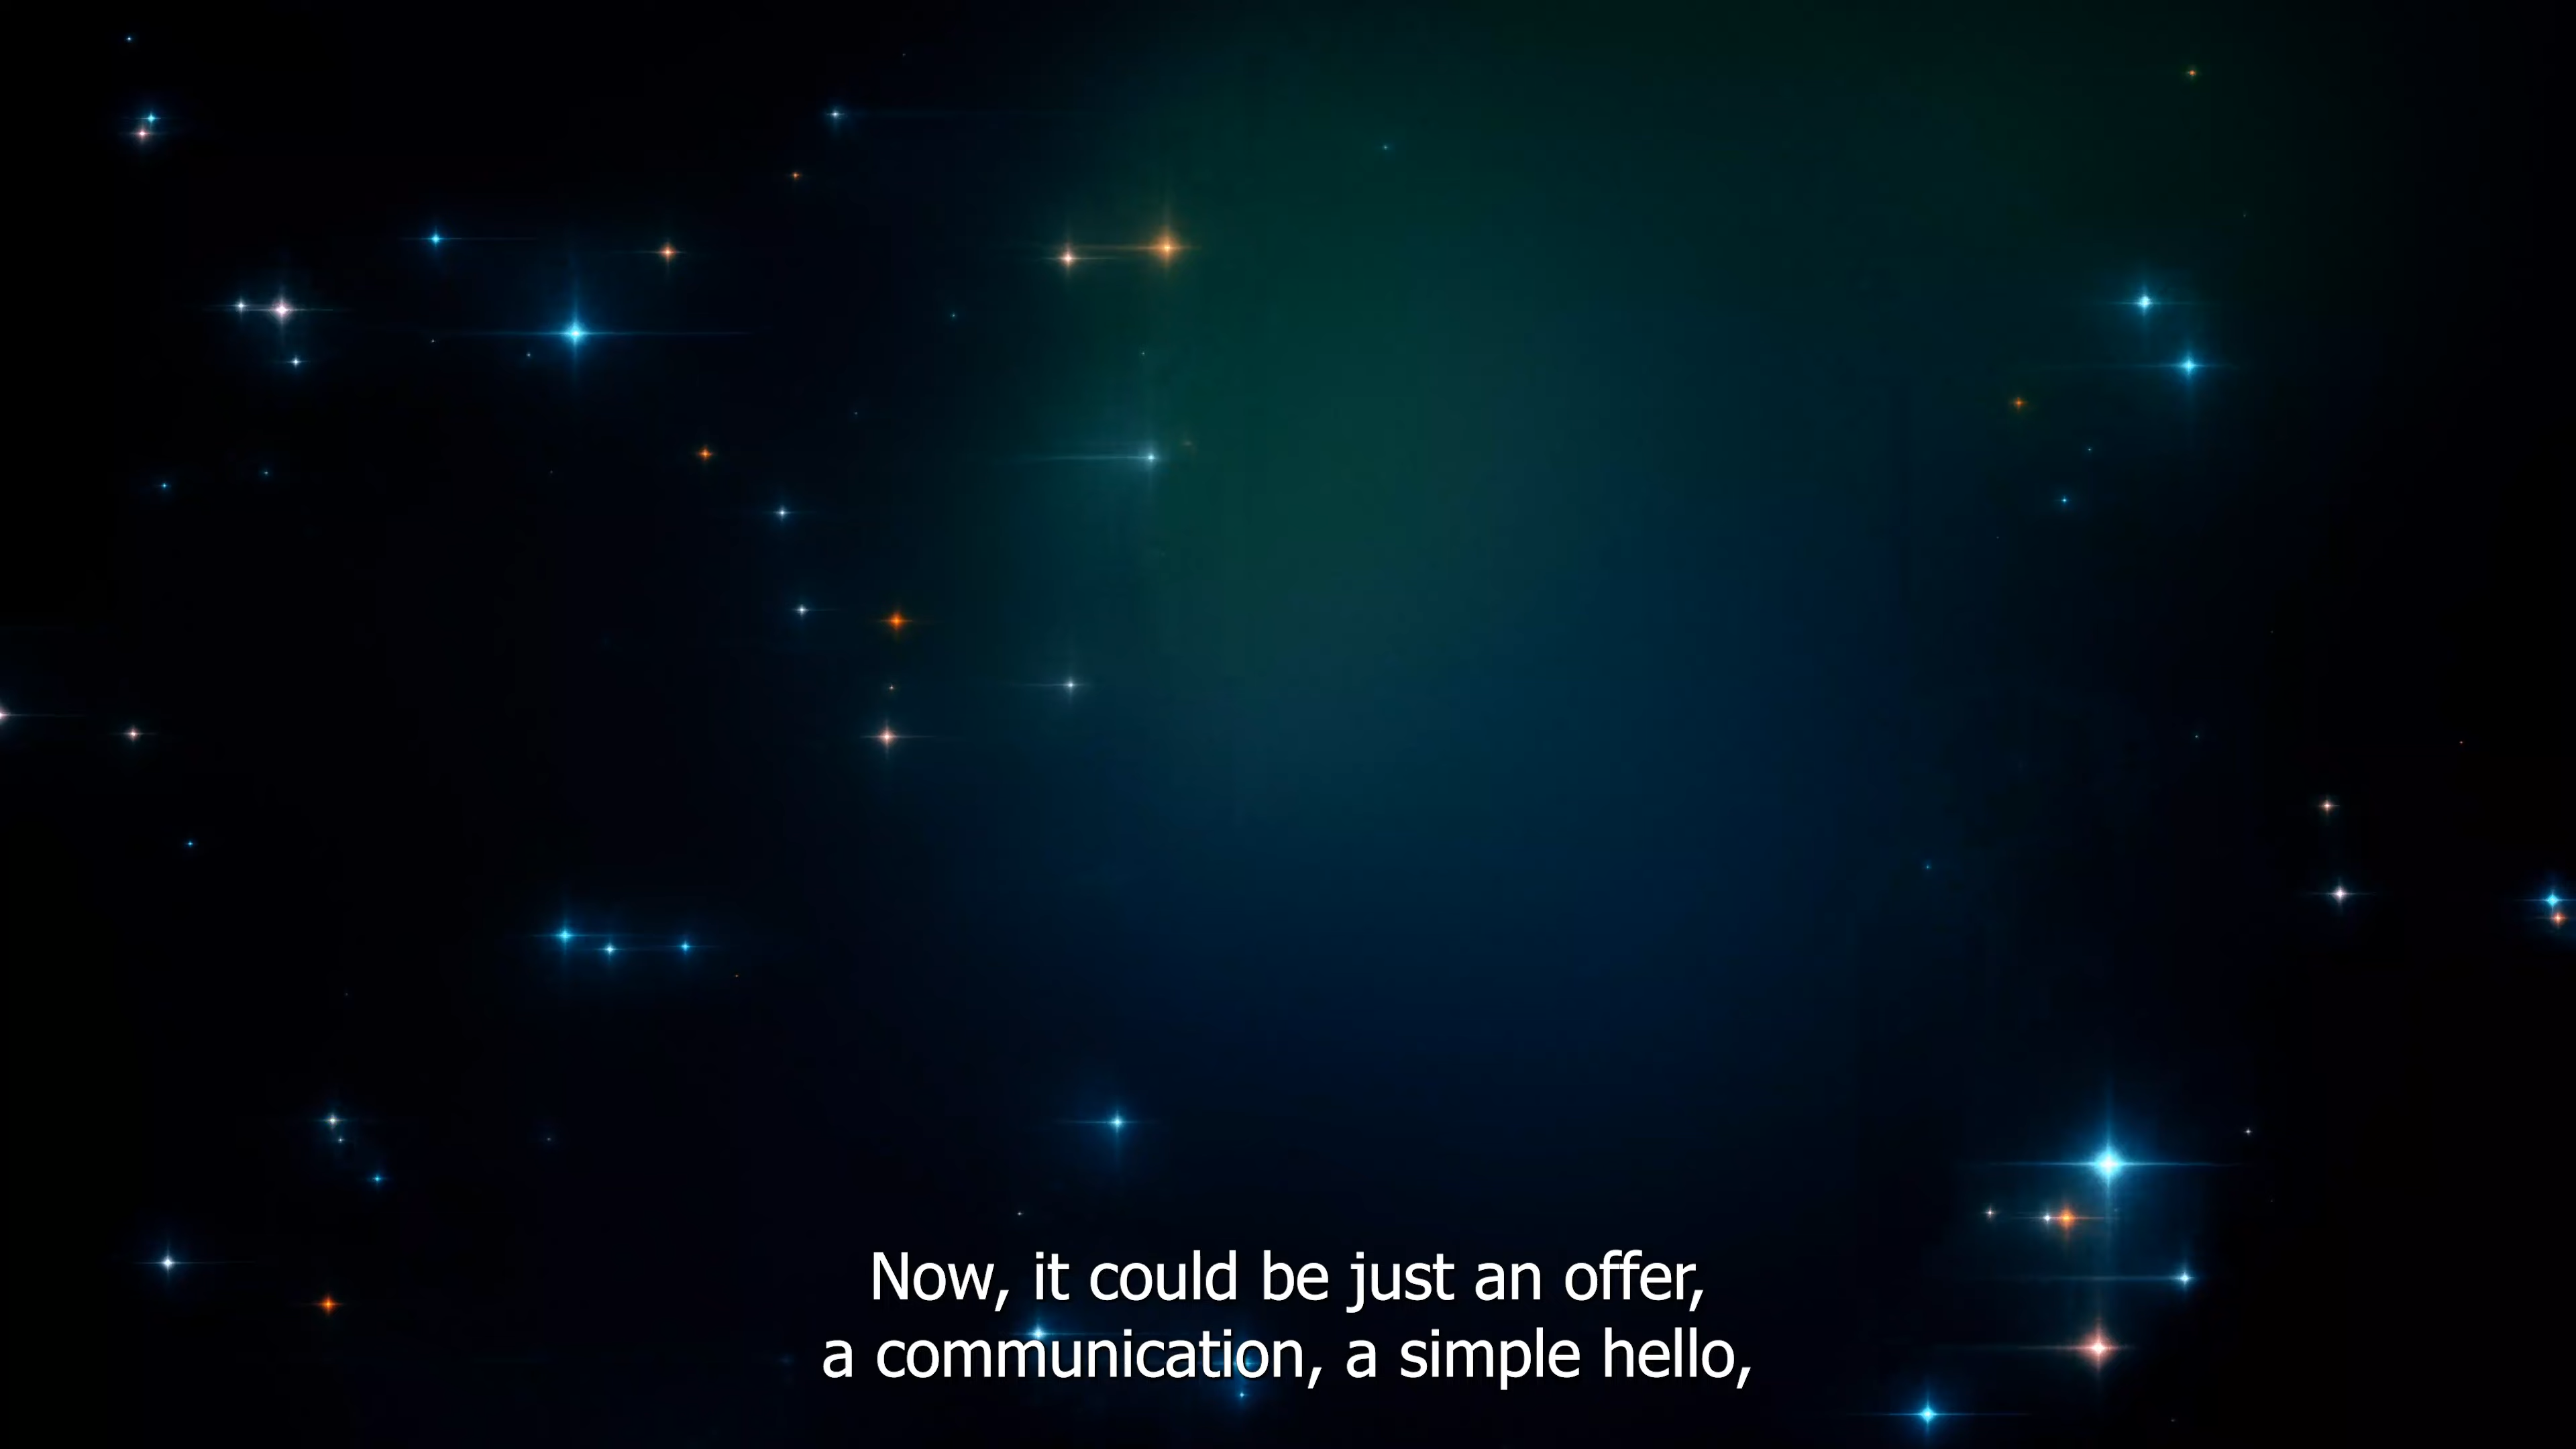 Now, it could be just an offer,
a communication, a simple hello,